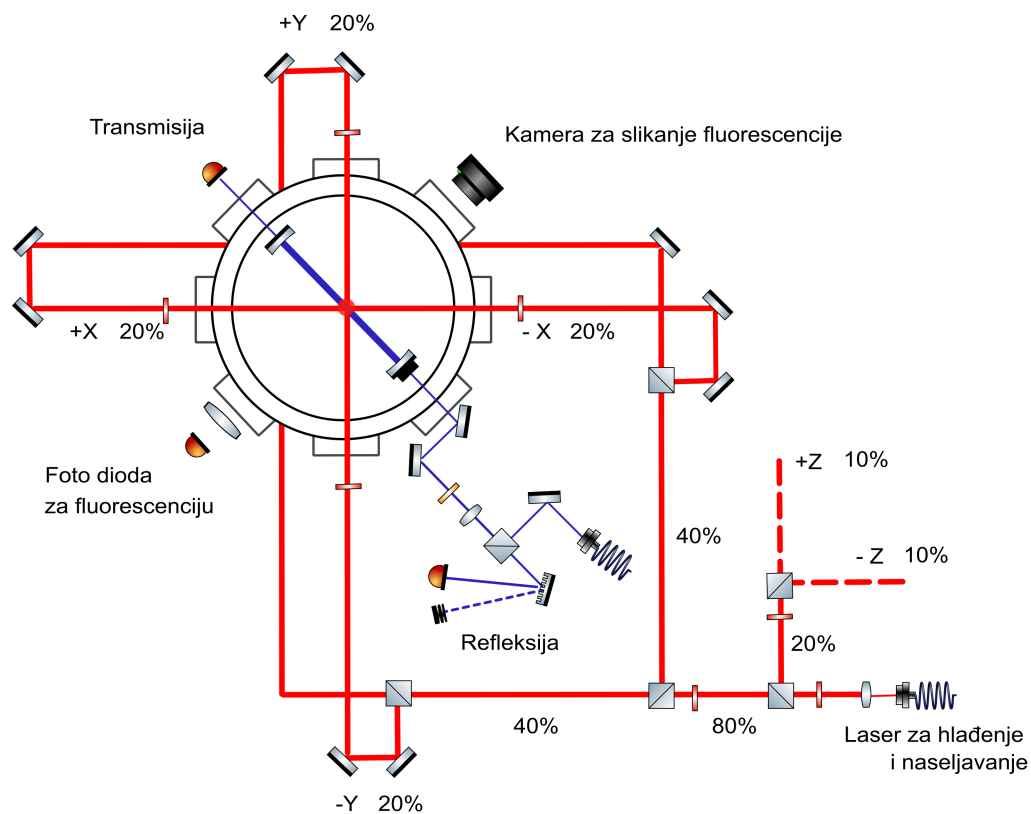 +Y 20%
Transmisija
Kamera za slikanje fluorescencije
+X 20%
- X 20%
Foto dioda
za fluorescenciju
+Z 10%
40%
- Z 10%
Refleksija
20%
40%
80%
Laser za hlađenje
i naseljavanje
-Y 20%